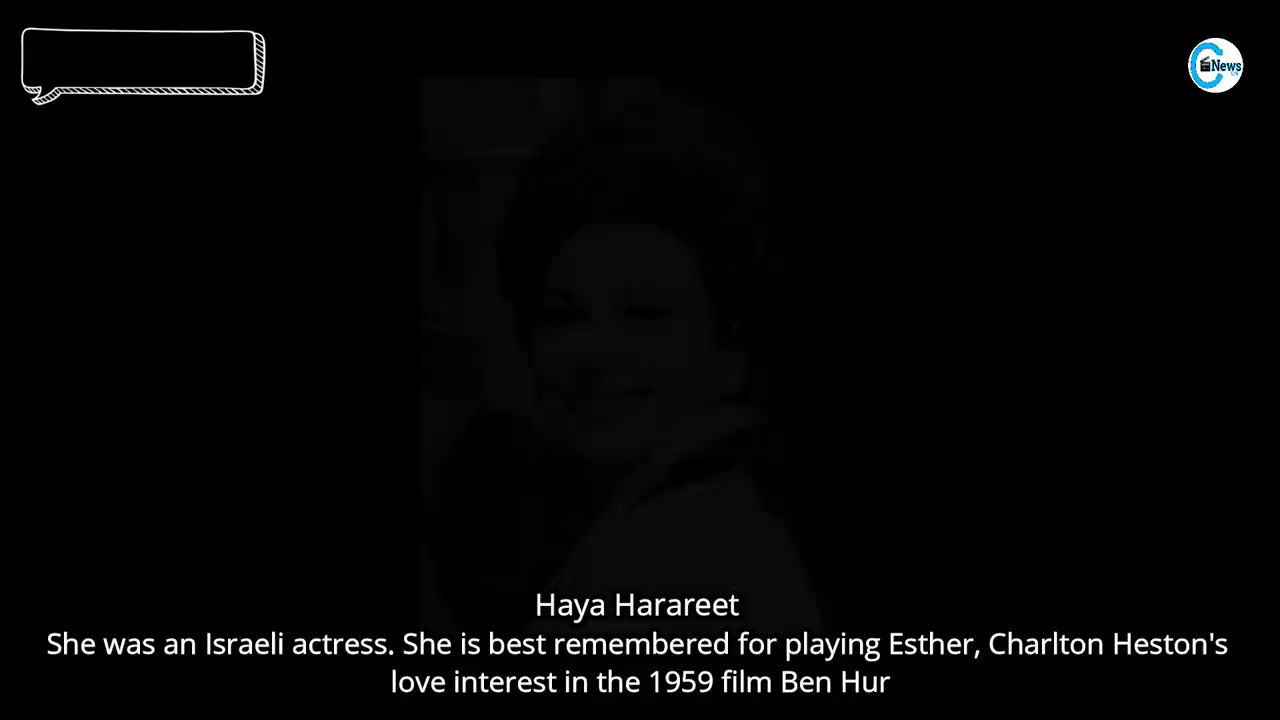 News
Haya Harareet
She was an Israeli actress. She is best remembered for playing Esther, Charlton Heston's
love interest in the 1959 film Ben Hur